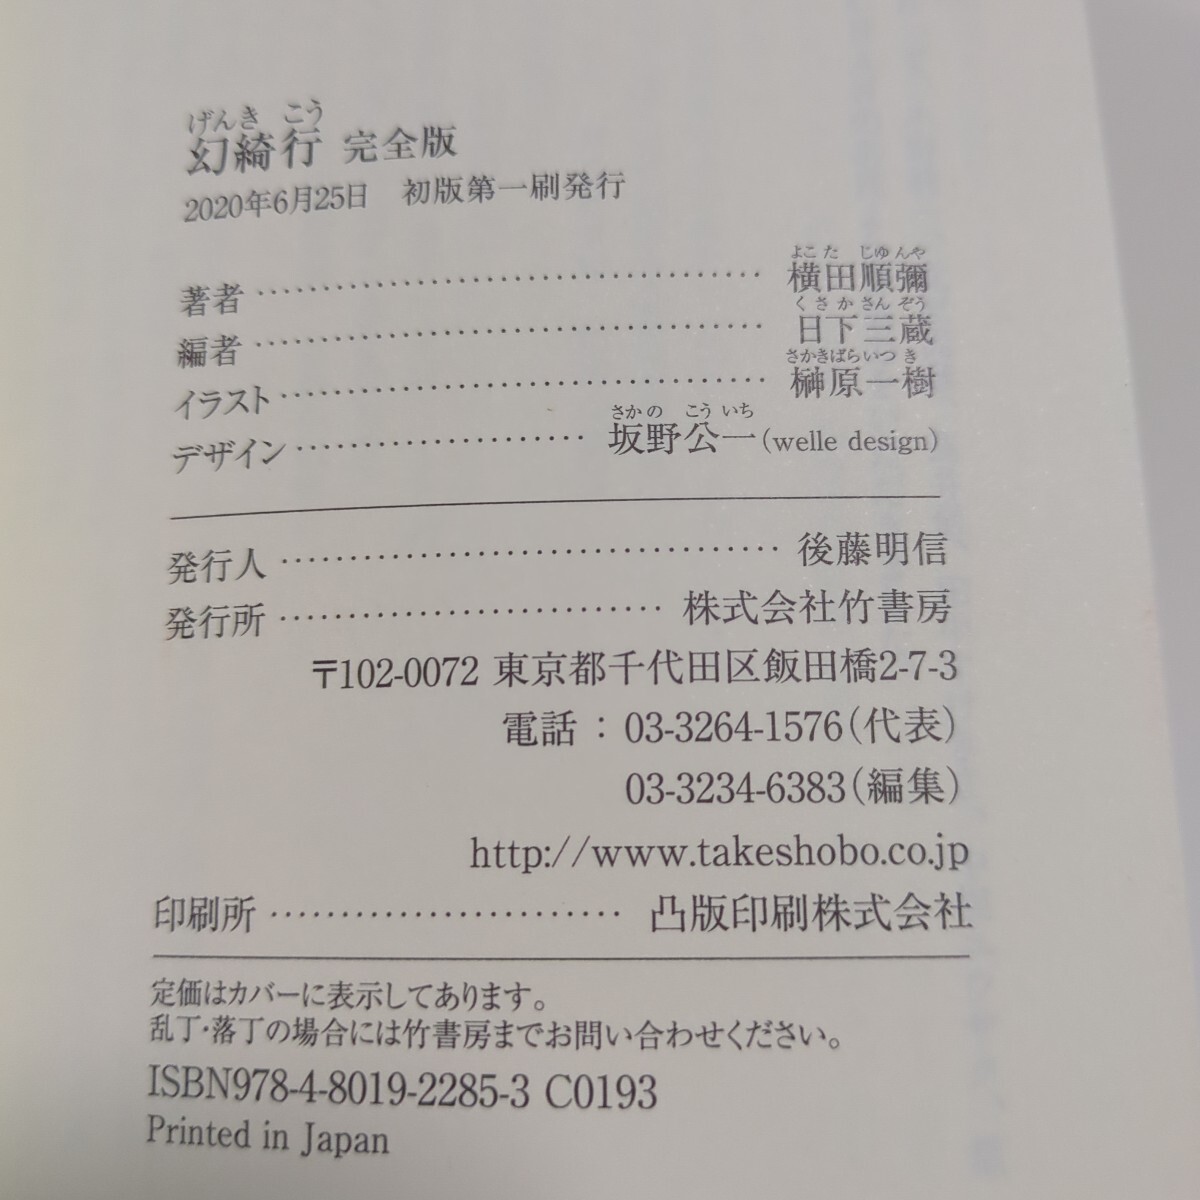 げんきこう
幻綺行 完全版
2020年6月25日 初版第一刷発行
よこた じゅんや
著者 …… 横田順彌
くさかさんぞう
編者 …… 日下三蔵
さかきばらいつき
イラスト …… 榊原一樹
さかの こういち
デザイン …… 坂野公一(welle design)
発行人 …… 後藤明信
発行所 …… 株式会社竹書房
〒102-0072 東京都千代田区飯田橋2-7-3
電話：03-3264-1576(代表)
03-3234-6383(編集)
http://www.takeshobo.co.jp
印刷所 …… 凸版印刷株式会社
定価はカバーに表示してあります。
乱丁・落丁の場合には竹書房までお問い合わせください。
ISBN978-4-8019-2285-3 C0193
Printed in Japan